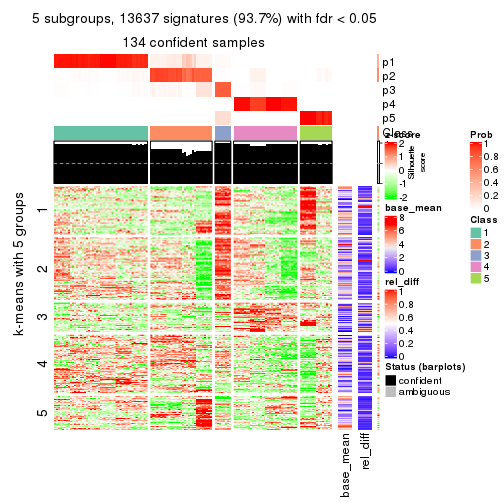 5 subgroups, 13637 signatures (93.7%) with fdr < 0.05
134 confident samples
p1
p2
p3
p4
p5
Class
Silhouette
score
k-means with 5 groups
1
2
3
4
5
base_mean
rel_diff
z-score
2
1
0
-1
-2
base_mean
8
6
4
2
0
rel_diff
1
0.8
0.6
0.4
0.2
0
Status (barplots)
confident
ambiguous
Prob
1
0.8
0.6
0.4
0.2
0
Class
1
2
3
4
5